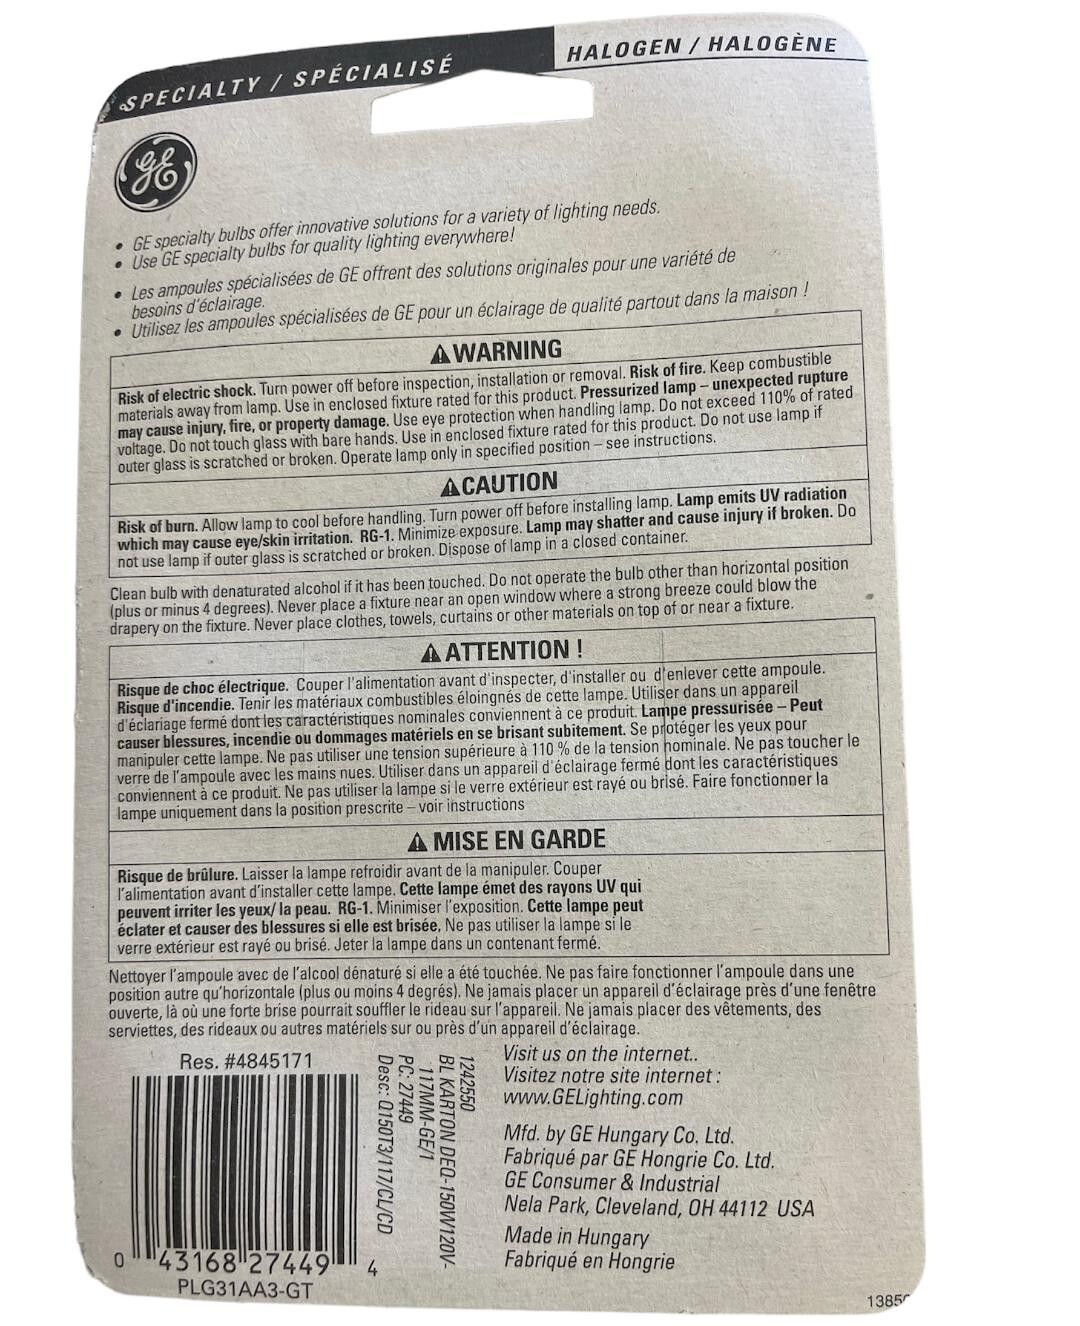 SPECIALTY / SPÉCIALISÉ
HALOGEN / HALOGÈNE
GE
• GE specialty bulbs offer innovative solutions for a variety of lighting needs.
• Use GE specialty bulbs for quality lighting everywhere!
• Les ampoules spécialisées de GE offrent des solutions originales pour une variété de
besoins d'éclairage.
• Utilisez les ampoules spécialisées de GE pour un éclairage de qualité partout dans la maison !
⚠ WARNING
Risk of electric shock. Turn power off before inspection, installation or removal. Risk of fire. Keep combustible
materials away from lamp. Use in enclosed fixture rated for this product. Pressurized lamp – unexpected rupture
may cause injury, fire, or property damage. Use eye protection when handling lamp. Do not exceed 110% of rated
voltage. Do not touch glass with bare hands. Use in enclosed fixture rated for this product. Do not use lamp if
outer glass is scratched or broken. Operate lamp only in specified position – see instructions.
⚠ CAUTION
Risk of burn. Allow lamp to cool before handling. Turn power off before installing lamp. Lamp emits UV radiation
which may cause eye/skin irritation. RG-1. Minimize exposure. Lamp may shatter and cause injury if broken. Do
not use lamp if outer glass is scratched or broken. Dispose of lamp in a closed container.
Clean bulb with denaturated alcohol if it has been touched. Do not operate the bulb other than horizontal position
(plus or minus 4 degrees). Never place a fixture near an open window where a strong breeze could blow the
drapery on the fixture. Never place clothes, towels, curtains or other materials on top of or near a fixture.
⚠ ATTENTION !
Risque de choc électrique. Couper l'alimentation avant d'inspecter, d'installer ou d'enlever cette ampoule.
Risque d'incendie. Tenir les matériaux combustibles éloingnés de cette lampe. Utiliser dans un appareil
d'éclariage fermé dont les caractéristiques nominales conviennent à ce produit. Lampe pressurisée – Peut
causer blessures, incendie ou dommages matériels en se brisant subitement. Se protéger les yeux pour
manipuler cette lampe. Ne pas utiliser une tension supérieure à 110 % de la tension nominale. Ne pas toucher le
verre de l'ampoule avec les mains nues. Utiliser dans un appareil d'éclairage fermé dont les caractéristiques
conviennent à ce produit. Ne pas utiliser la lampe si le verre extérieur est rayé ou brisé. Faire fonctionner la
lampe uniquement dans la position prescrite – voir instructions
⚠ MISE EN GARDE
Risque de brûlure. Laisser la lampe refroidir avant de la manipuler. Couper
l'alimentation avant d'installer cette lampe. Cette lampe émet des rayons UV qui
peuvent irriter les yeux/ la peau. RG-1. Minimiser l'exposition. Cette lampe peut
éclater et causer des blessures si elle est brisée. Ne pas utiliser la lampe si le
verre extérieur est rayé ou brisé. Jeter la lampe dans un contenant fermé.
Nettoyer l'ampoule avec de l'alcool dénaturé si elle a été touchée. Ne pas faire fonctionner l'ampoule dans une
position autre qu'horizontale (plus ou moins 4 degrés). Ne jamais placer un appareil d'éclairage près d'une fenêtre
ouverte, là où une forte brise pourrait souffler le rideau sur l'appareil. Ne jamais placer des vêtements, des
serviettes, des rideaux ou autres matériels sur ou près d'un appareil d'éclairage.
Res. #4845171
0 43168 27449 4
PLG31AA3-GT
1242550
BL KARTON DEQ-150W120V-
117MM-GE/1
PC: 27449
Desc: Q150T3/117/CL/CD
Visit us on the internet..
Visitez notre site internet :
www.GELighting.com
Mfd. by GE Hungary Co. Ltd.
Fabriqué par GE Hongrie Co. Ltd.
GE Consumer & Industrial
Nela Park, Cleveland, OH 44112 USA
Made in Hungary
Fabriqué en Hongrie